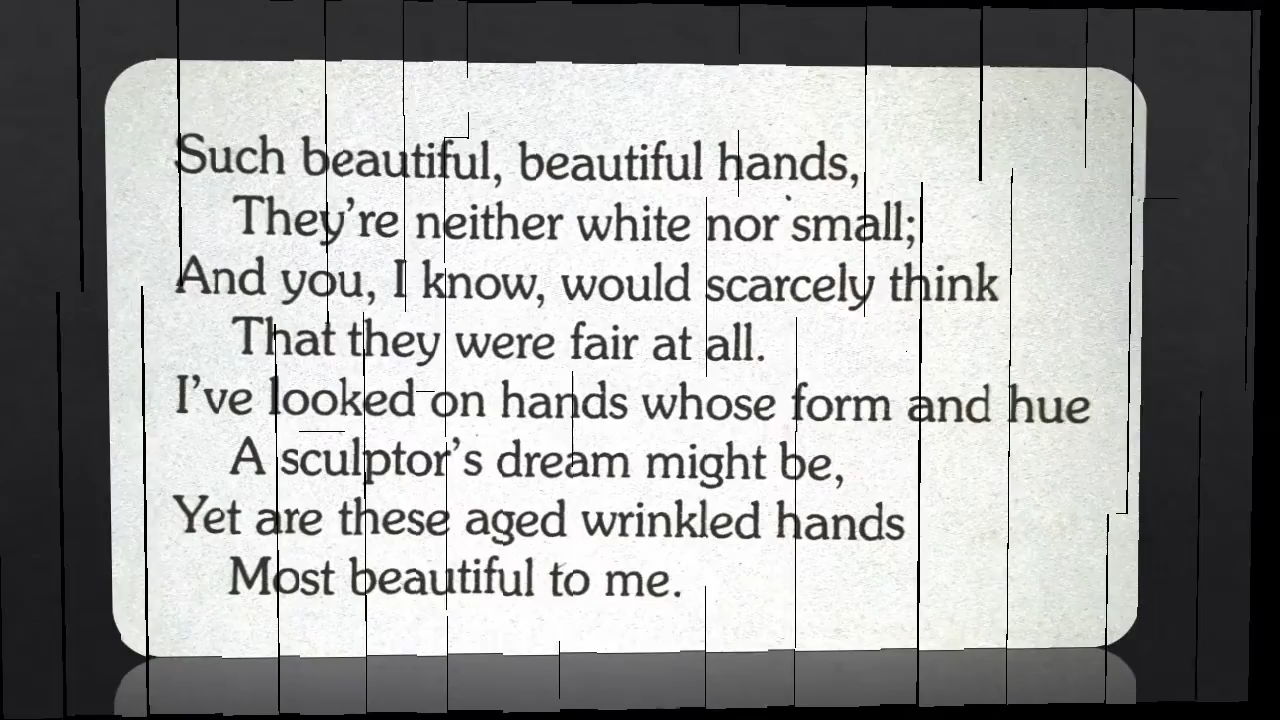 Such beautiful, beautiful hands,
They're neither white nor small;
And you, I know, would scarcely think
That they were fair at all.
I've looked on hands whose form and hue
A sculptor's dream might be,
Yet are these aged wrinkled hands
Most beautiful to me.